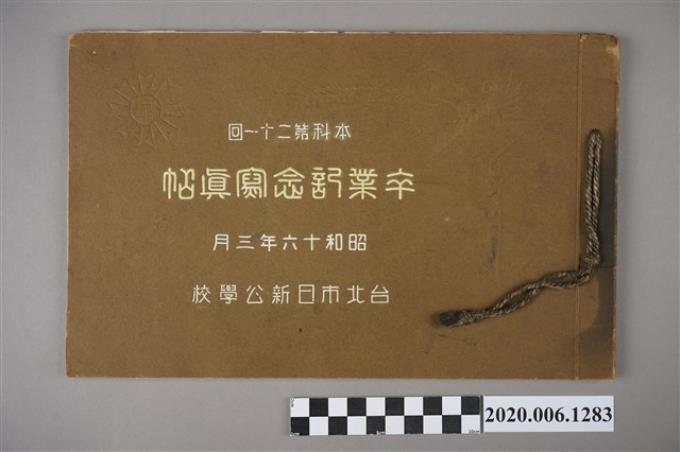 本科第二十一回
卒業記念寫眞帖
昭和十六年三月
台北市日新公學校
2020.006.1283